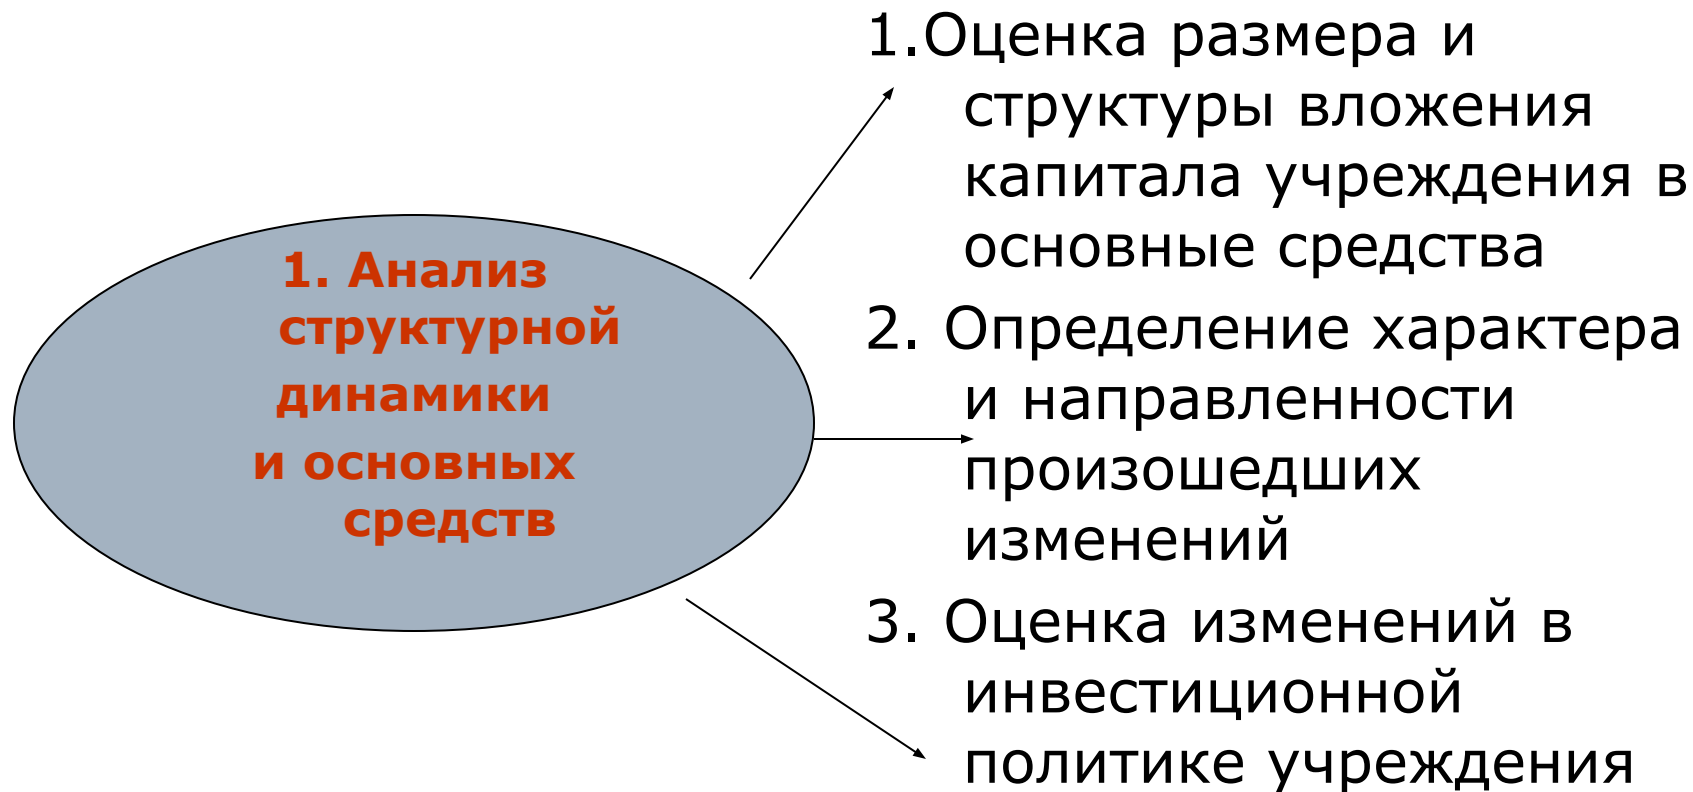 1. Анализ
структурной
динамики
и основных
средств
1.Оценка размера и
структуры вложения
капитала учреждения в
основные средства
2. Определение характера
и направленности
произошедших
изменений
3. Оценка изменений в
инвестиционной
политике учреждения